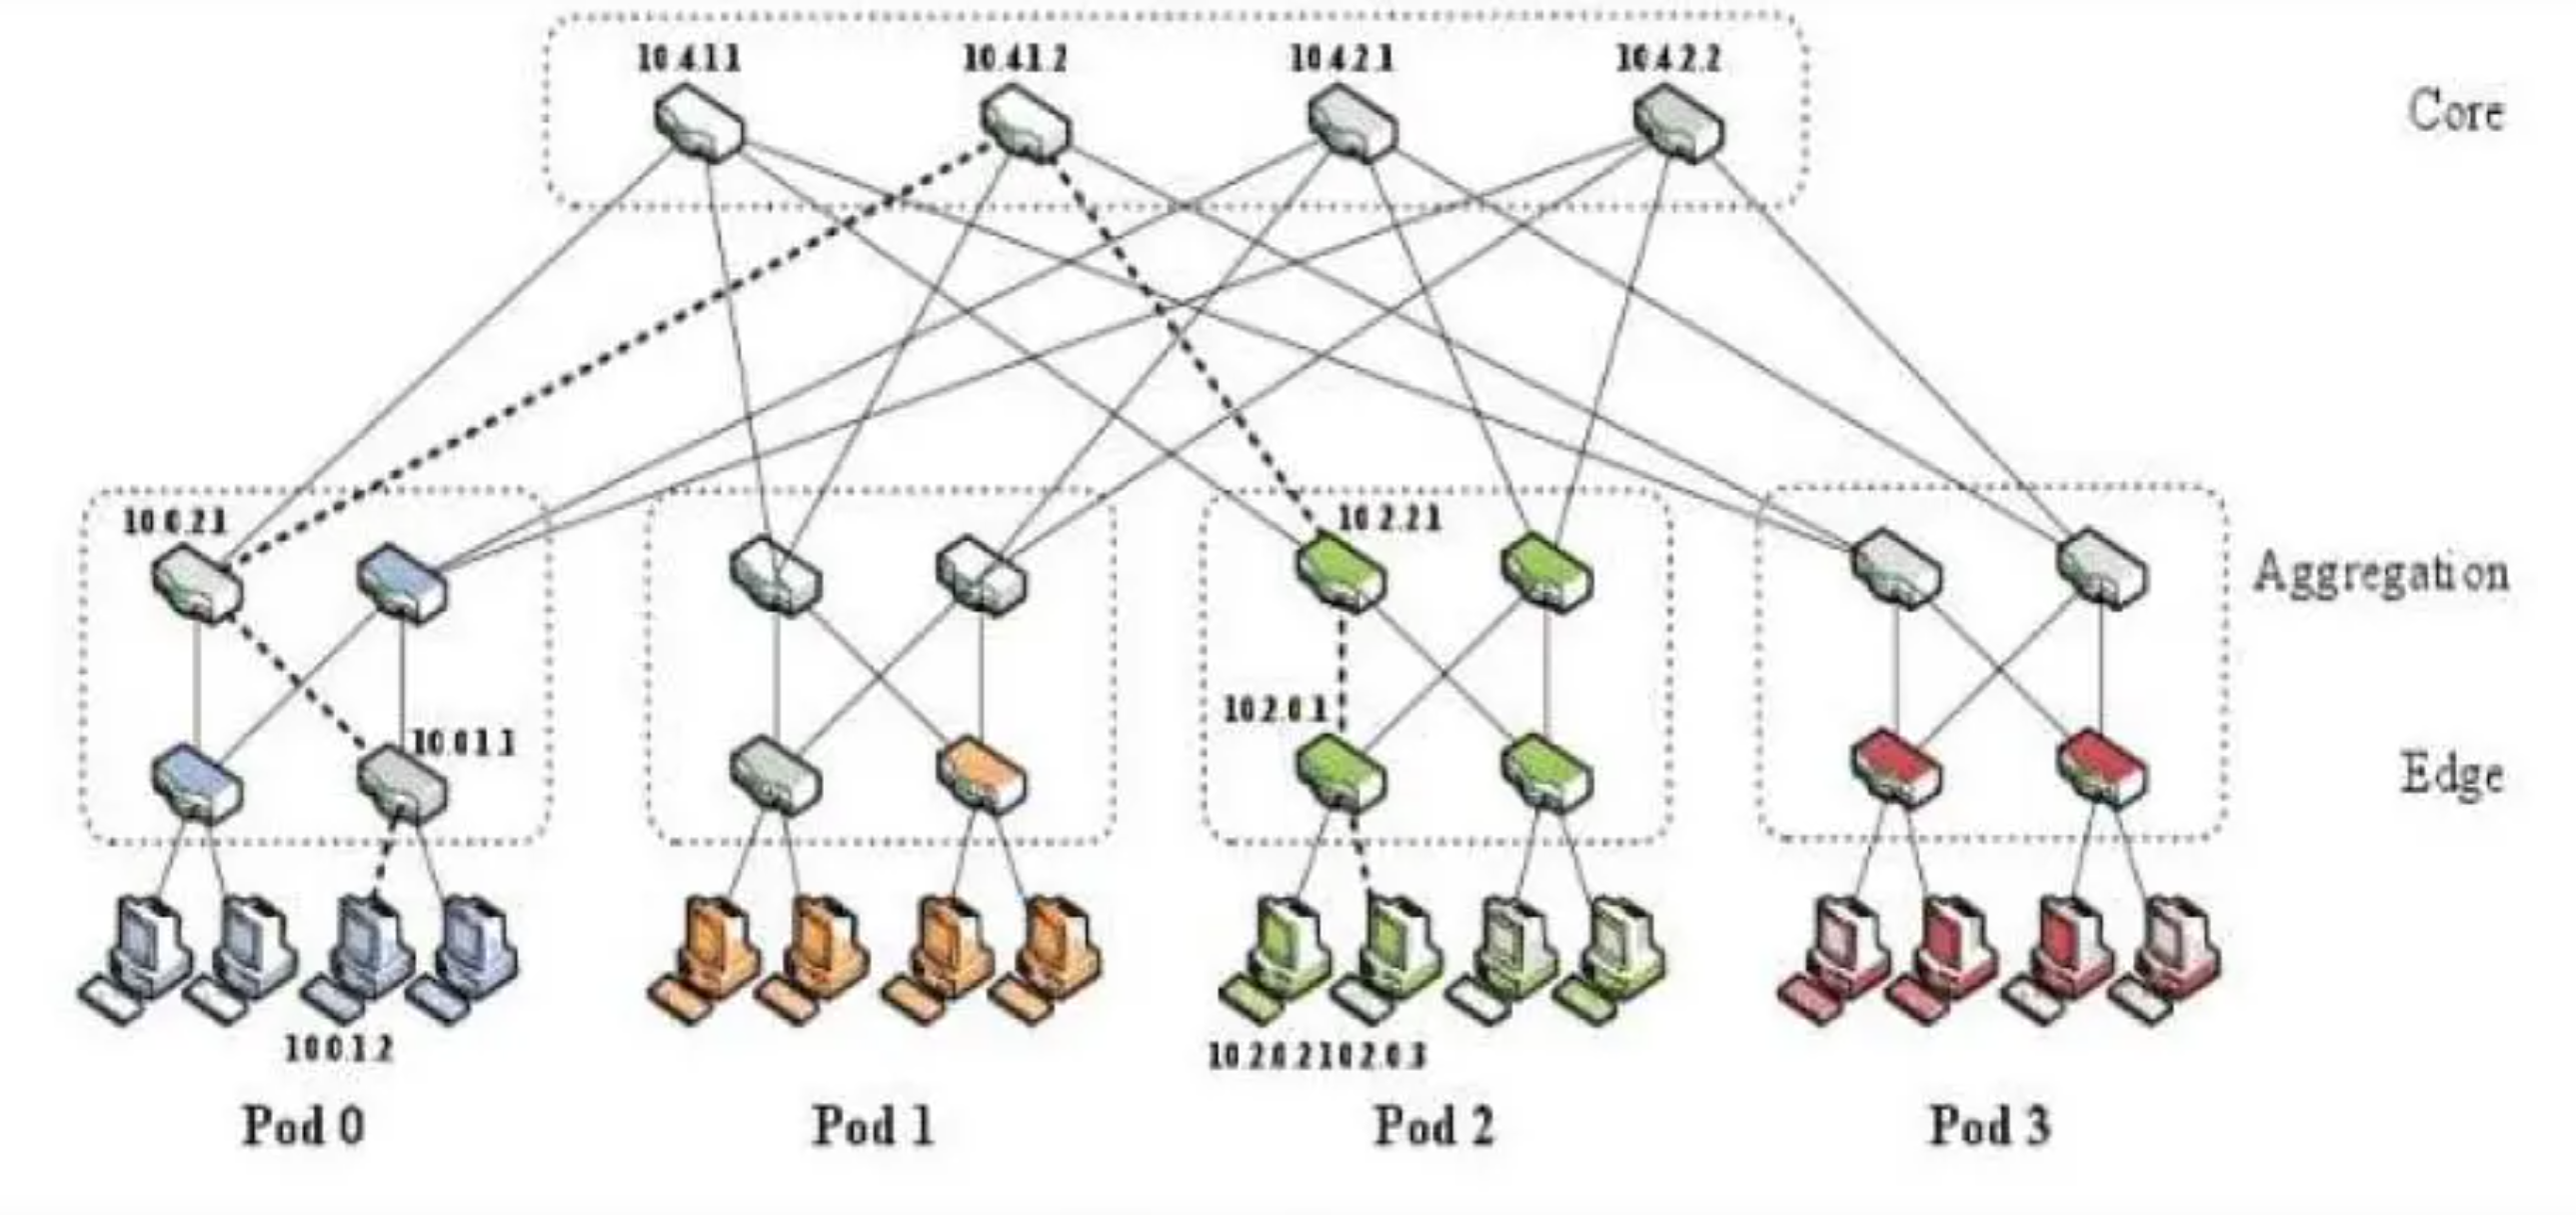 10.4.1.1 10.4.1.2 10.4.2.1 10.4.2.2
Core
10.0.2.1 10.2.2.1
Aggregation
10.2.0.1
10.0.1.1
Edge
10.0.1.2 10.2.0.2 10.2.0.3
Pod 0 Pod 1 Pod 2 Pod 3